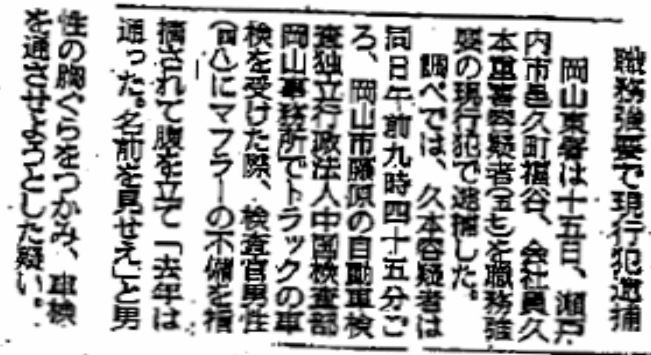 職務強要で現行犯逮捕
岡山東署は十五日、瀬戸
内市邑久町福谷、会社員久
本重喜容疑者(五七)を職務強
要の現行犯で逮捕した。
調べでは、久本容疑者は
同日午前九時四十五分ご
ろ、岡山市藤原の自動車検
査独立行政法人中国検査部
岡山事務所でトラックの車
検を受けた際、検査官男性
(四八)にマフラーの不備を指
摘されて腹を立て「去年は
通った。名前を見せえ」と男
性の胸ぐらをつかみ、車検
を通させようとした疑い。